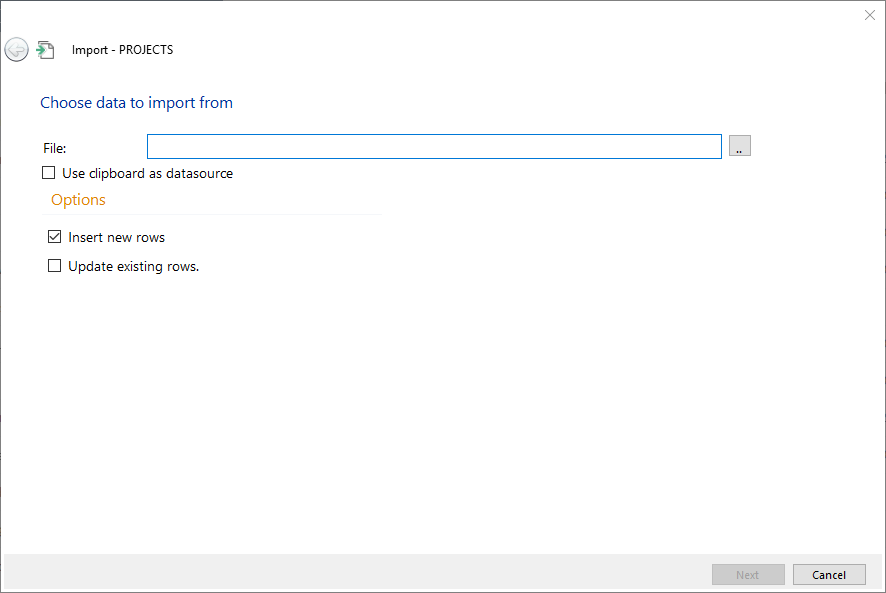 Import - PROJECTS
Choose data to import from
File:
..
Use clipboard as datasource
Options
Insert new rows
Update existing rows.
Next
Cancel